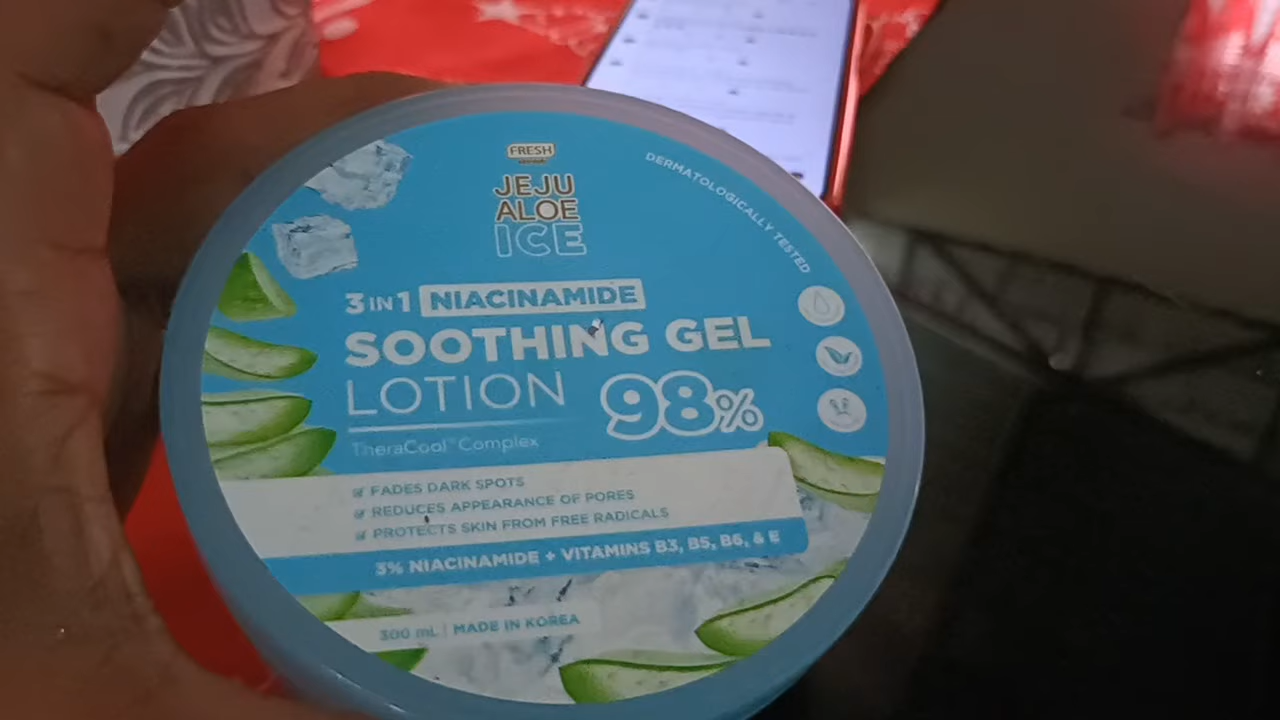 FRESH
JEJU
ALOE
ICE
DERMATOLOGICALLY TESTED
3 IN 1 NIACINAMIDE
SOOTHING GEL
LOTION 98%
TheraCool™ Complex
FADES DARK SPOTS
REDUCES APPEARANCE OF PORES
PROTECTS SKIN FROM FREE RADICALS
3% NIACINAMIDE + VITAMINS B3, B5, B6, & E
300 mL | MADE IN KOREA